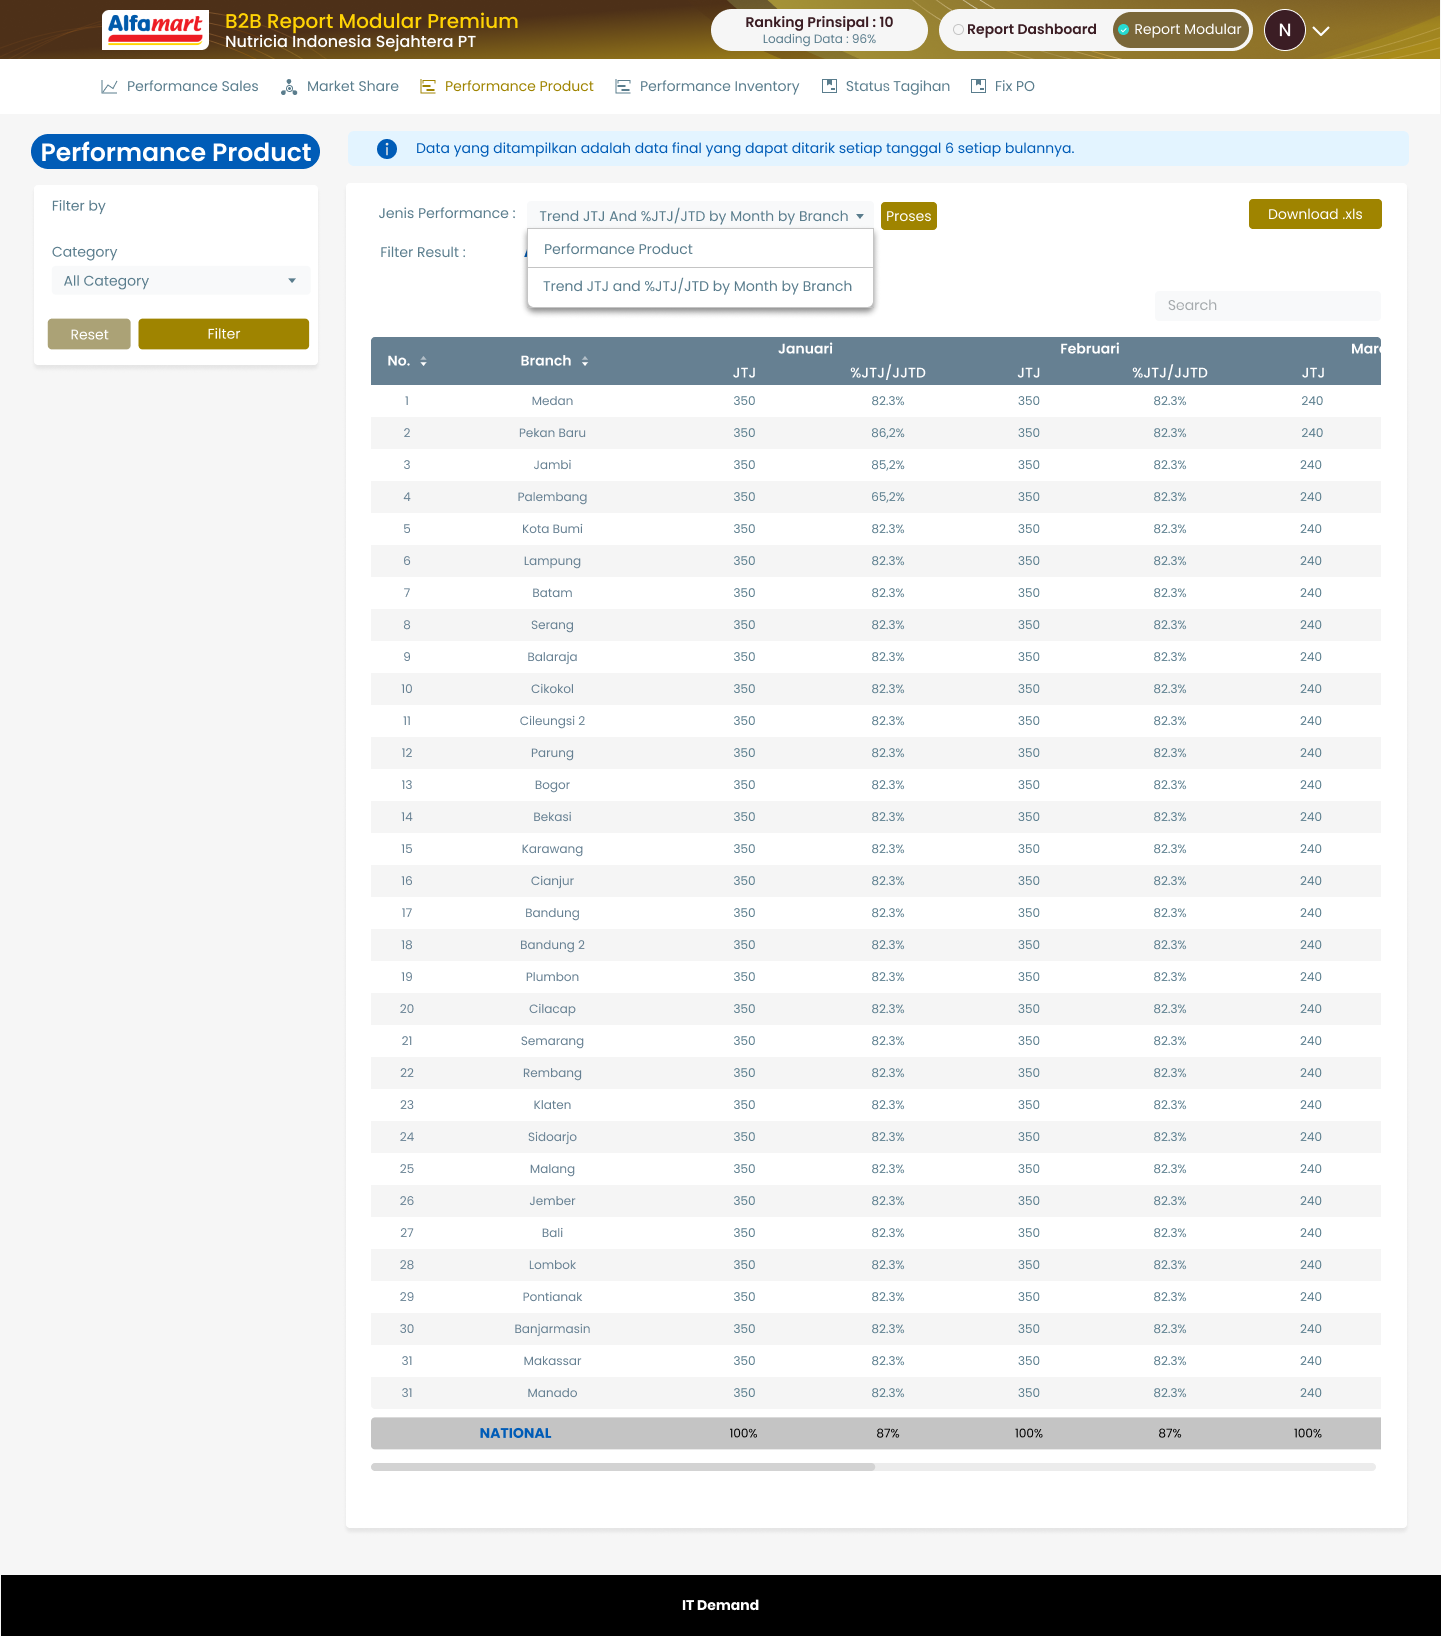 Alfamart
B2B Report Modular Premium
Nutricia Indonesia Sejahtera PT
Ranking Prinsipal : 10
Loading Data : 96%
Report Dashboard
Report Modular
N
Performance Sales
Market Share
Performance Product
Performance Inventory
Status Tagihan
Fix PO
Performance Product
Data yang ditampilkan adalah data final yang dapat ditarik setiap tanggal 6 setiap bulannya.
Filter by
Category
All Category
Reset
Filter
Jenis Performance :
Trend JTJ And %JTJ/JTD by Month by Branch
Proses
Download .xls
Filter Result :
Performance Product
Trend JTJ and %JTJ/JTD by Month by Branch
Search
No. Branch Januari Februari Mar
JTJ %JTJ/JJTD JTJ %JTJ/JJTD JTJ
1 Medan 350 82.3% 350 82.3% 240
2 Pekan Baru 350 86,2% 350 82.3% 240
3 Jambi 350 85,2% 350 82.3% 240
4 Palembang 350 65,2% 350 82.3% 240
5 Kota Bumi 350 82.3% 350 82.3% 240
6 Lampung 350 82.3% 350 82.3% 240
7 Batam 350 82.3% 350 82.3% 240
8 Serang 350 82.3% 350 82.3% 240
9 Balaraja 350 82.3% 350 82.3% 240
10 Cikokol 350 82.3% 350 82.3% 240
11 Cileungsi 2 350 82.3% 350 82.3% 240
12 Parung 350 82.3% 350 82.3% 240
13 Bogor 350 82.3% 350 82.3% 240
14 Bekasi 350 82.3% 350 82.3% 240
15 Karawang 350 82.3% 350 82.3% 240
16 Cianjur 350 82.3% 350 82.3% 240
17 Bandung 350 82.3% 350 82.3% 240
18 Bandung 2 350 82.3% 350 82.3% 240
19 Plumbon 350 82.3% 350 82.3% 240
20 Cilacap 350 82.3% 350 82.3% 240
21 Semarang 350 82.3% 350 82.3% 240
22 Rembang 350 82.3% 350 82.3% 240
23 Klaten 350 82.3% 350 82.3% 240
24 Sidoarjo 350 82.3% 350 82.3% 240
25 Malang 350 82.3% 350 82.3% 240
26 Jember 350 82.3% 350 82.3% 240
27 Bali 350 82.3% 350 82.3% 240
28 Lombok 350 82.3% 350 82.3% 240
29 Pontianak 350 82.3% 350 82.3% 240
30 Banjarmasin 350 82.3% 350 82.3% 240
31 Makassar 350 82.3% 350 82.3% 240
31 Manado 350 82.3% 350 82.3% 240
NATIONAL 100% 87% 100% 87% 100%
IT Demand